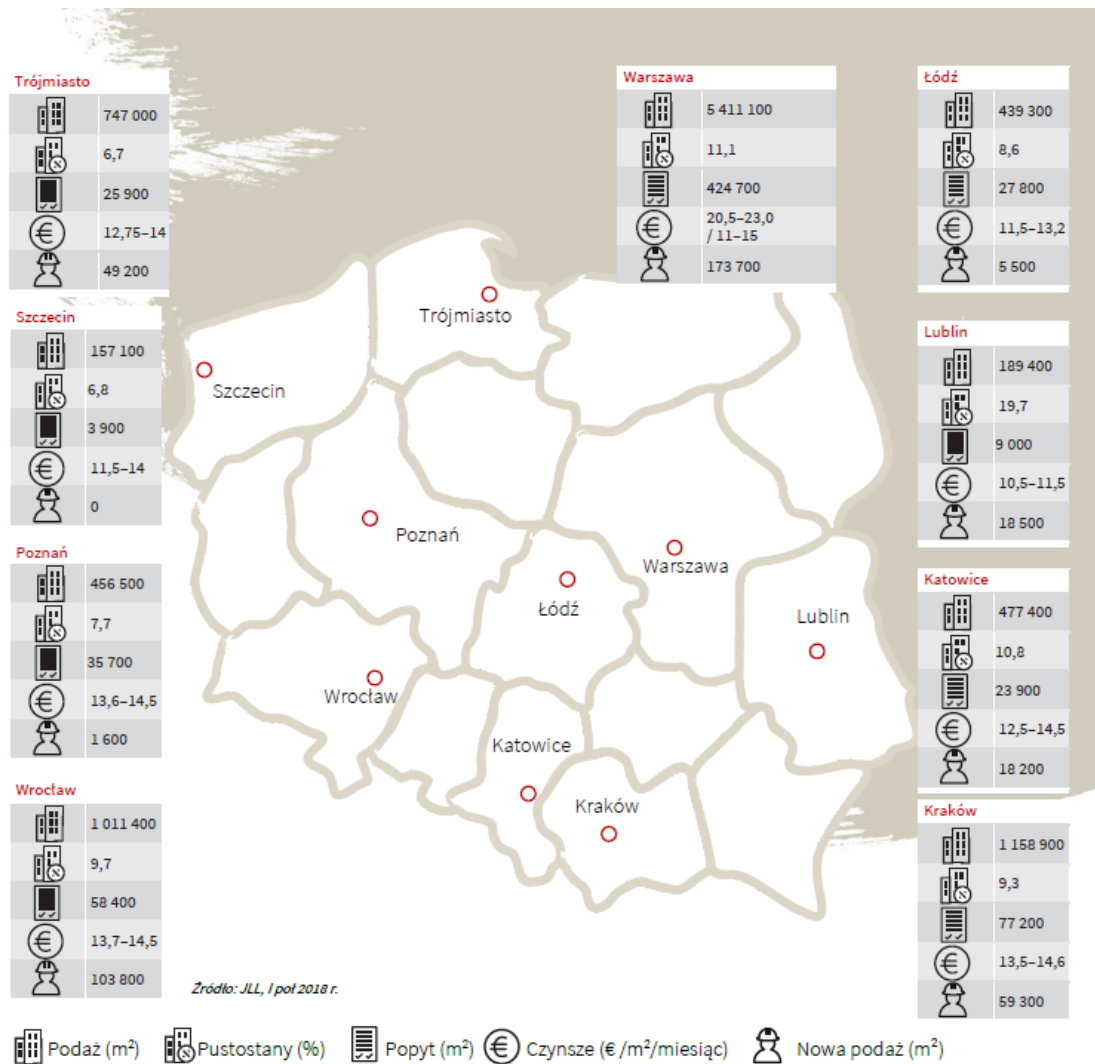 Trójmiasto
747 000
6,7
25 900
12,75–14
49 200
Szczecin
157 100
6,8
3 900
11,5–14
0
Poznań
456 500
7,7
35 700
13,6–14,5
1 600
Wrocław
1 011 400
9,7
58 400
13,7–14,5
103 800
Warszawa
5 411 100
11,1
424 700
20,5–23,0
/ 11–15
173 700
Łódź
439 300
8,6
27 800
11,5–13,2
5 500
Lublin
189 400
19,7
9 000
10,5–11,5
18 500
Katowice
477 400
10,8
23 900
12,5–14,5
18 200
Kraków
1 158 900
9,3
77 200
13,5–14,6
59 300
Trójmiasto
Szczecin
Poznań
Warszawa
Łódź
Lublin
Wrocław
Katowice
Kraków
Źródło: JLL, I poł 2018 r.
Podaż (m²) Pustostany (%) Popyt (m²) Czynsze (€ /m²/miesiąc) Nowa podaż (m²)